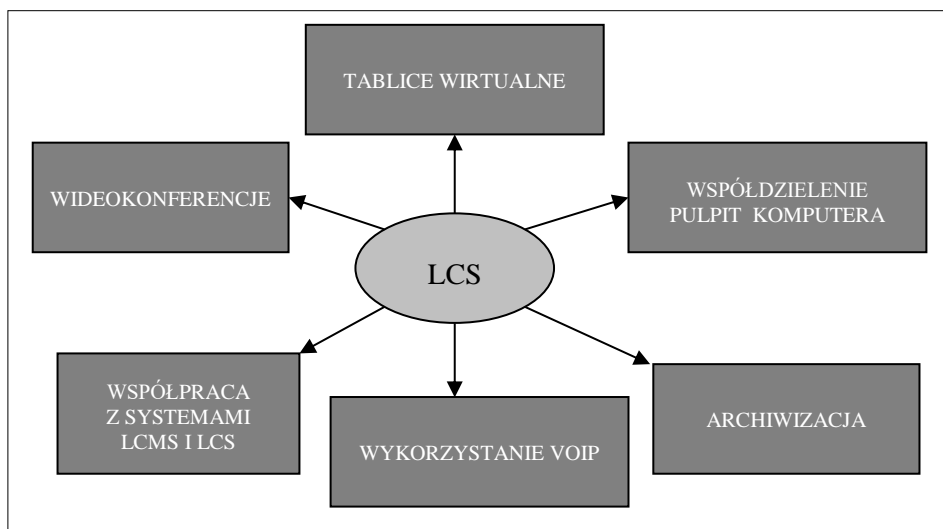 TABLICE WIRTUALNE
WIDEOKONFERENCJE
WSPÓŁDZIELENIE
PULPIT KOMPUTERA
LCS
WSPÓŁPRACA
Z SYSTEMAMI
LCMS I LCS
WYKORZYSTANIE VOIP
ARCHIWIZACJA